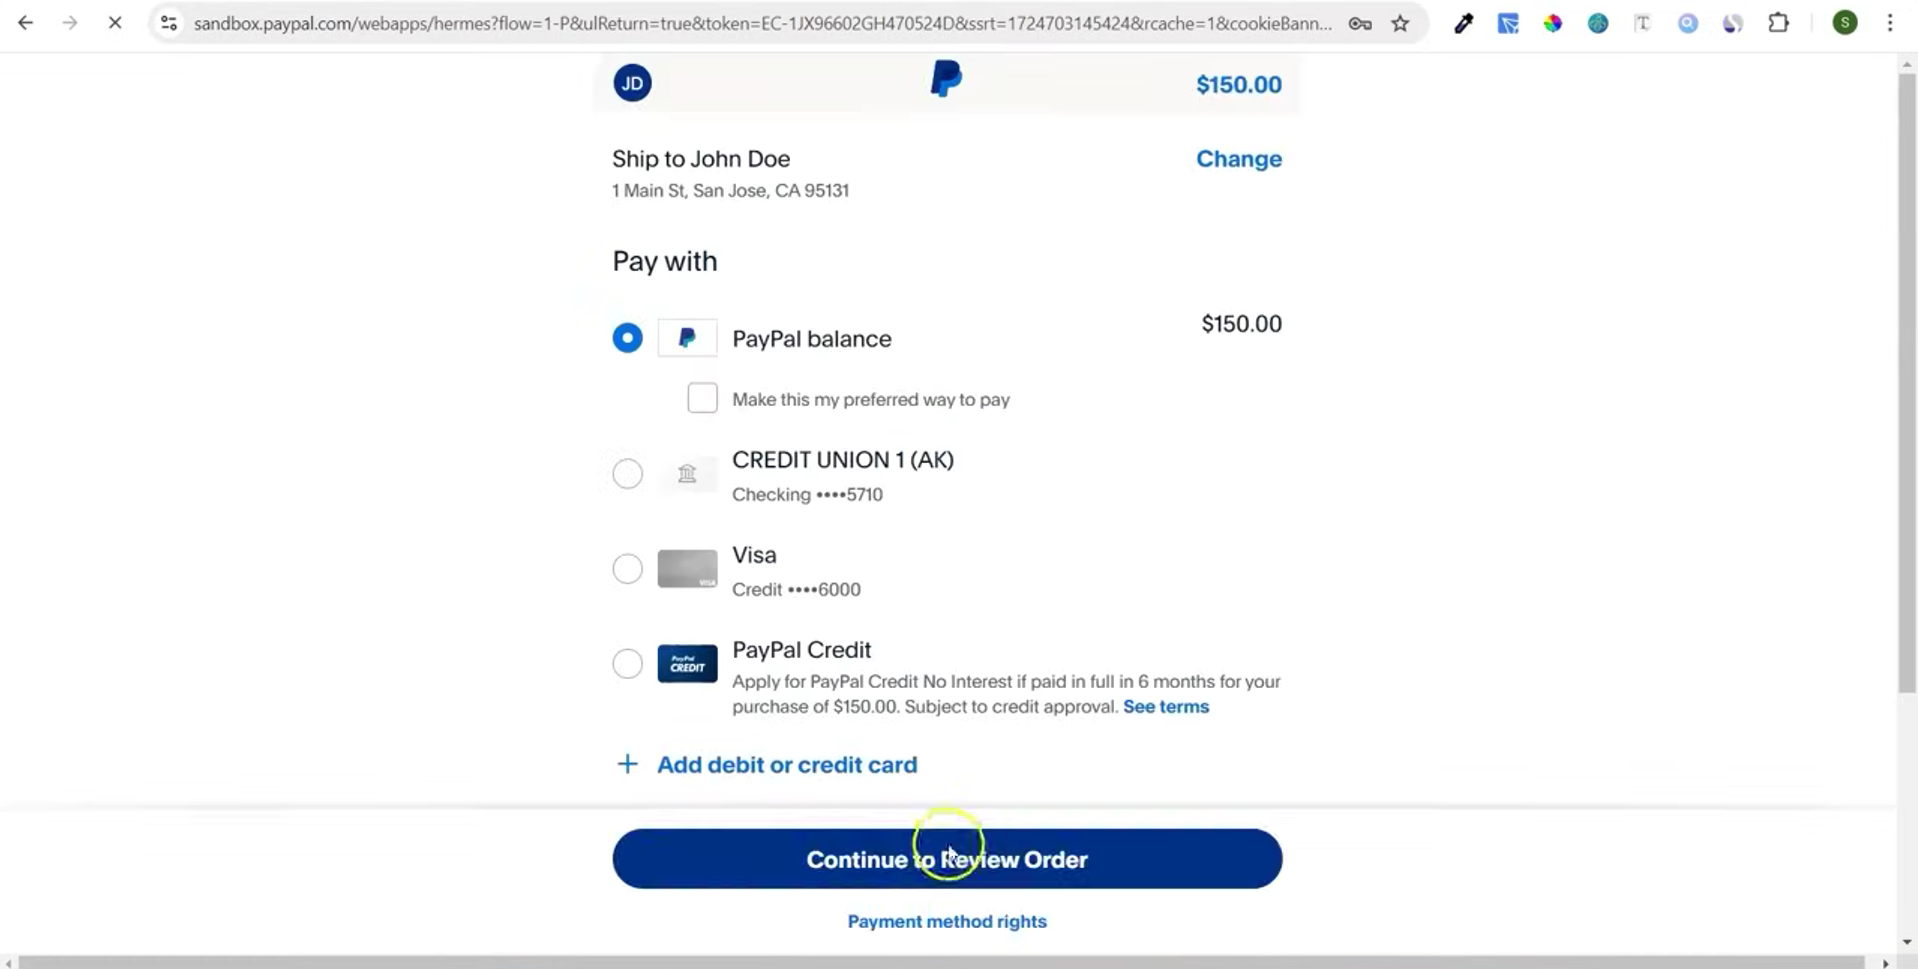 sandbox.paypal.com/webapps/hermes?flow=1-P&ulReturn=true&token=EC-1JX96602GH470524D&ssrt=1724703145424&rcache=1&cookieBann...
S
JD
$150.00
Ship to John Doe
Change
1 Main St, San Jose, CA 95131
Pay with
PayPal balance
$150.00
Make this my preferred way to pay
CREDIT UNION 1 (AK)
Checking ••••5710
VISA
Visa
Credit ••••6000
PayPal CREDIT
PayPal Credit
Apply for PayPal Credit No Interest if paid in full in 6 months for your
purchase of $150.00. Subject to credit approval. See terms
+ Add debit or credit card
Continue to Review Order
Payment method rights